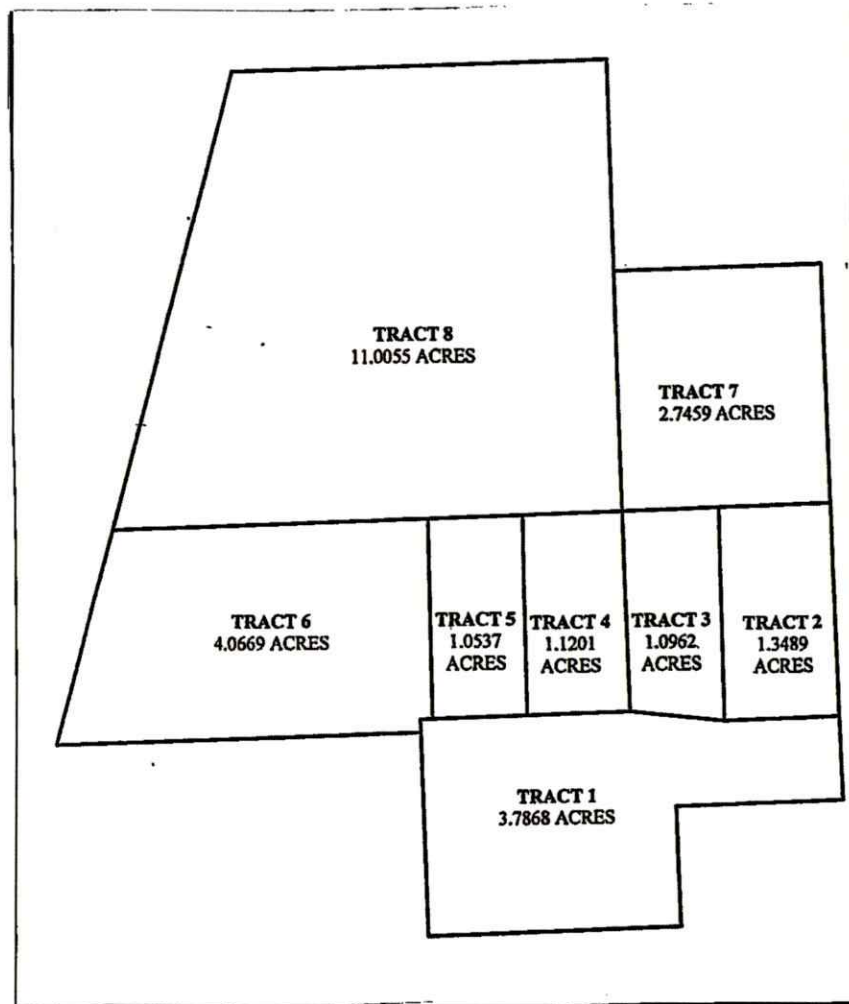 TRACT 8
11.0055 ACRES
TRACT 7
2.7459 ACRES
TRACT 6
4.0669 ACRES
TRACT 5
1.0537
ACRES
TRACT 4
1.1201
ACRES
TRACT 3
1.0962
ACRES
TRACT 2
1.3489
ACRES
TRACT 1
3.7868 ACRES